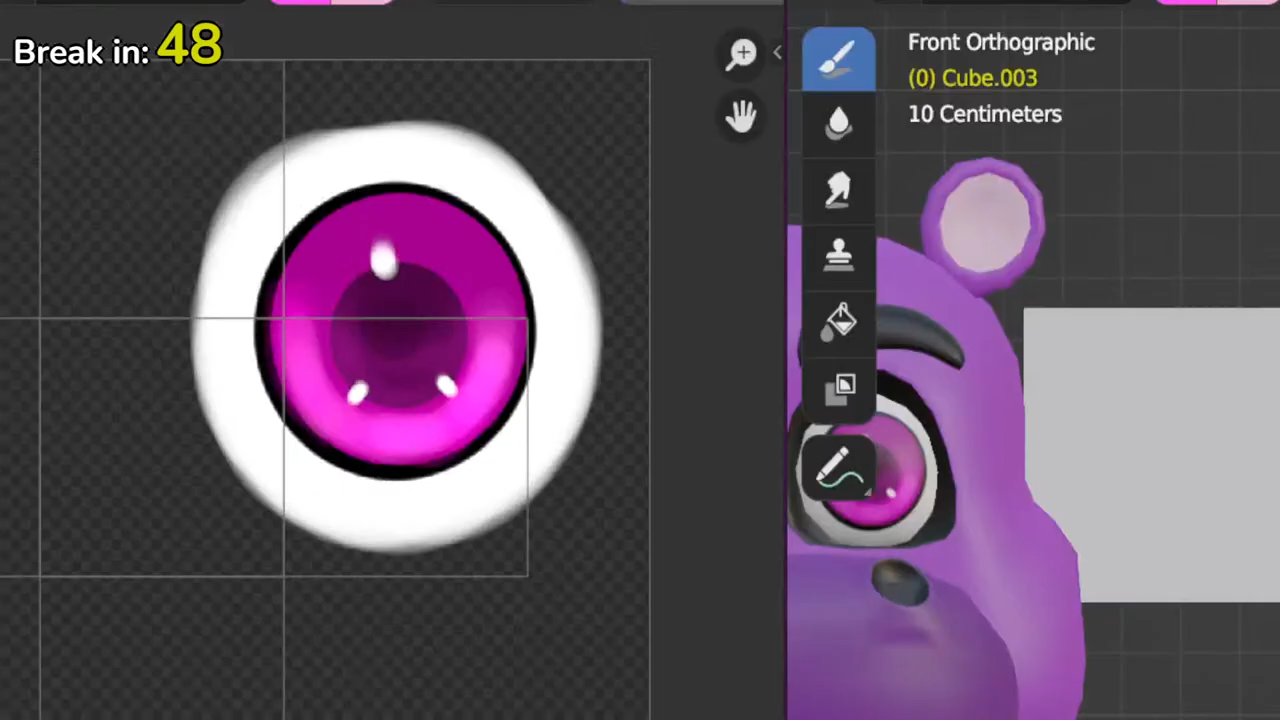 Break in: 48
Front Orthographic
(0) Cube.003
10 Centimeters